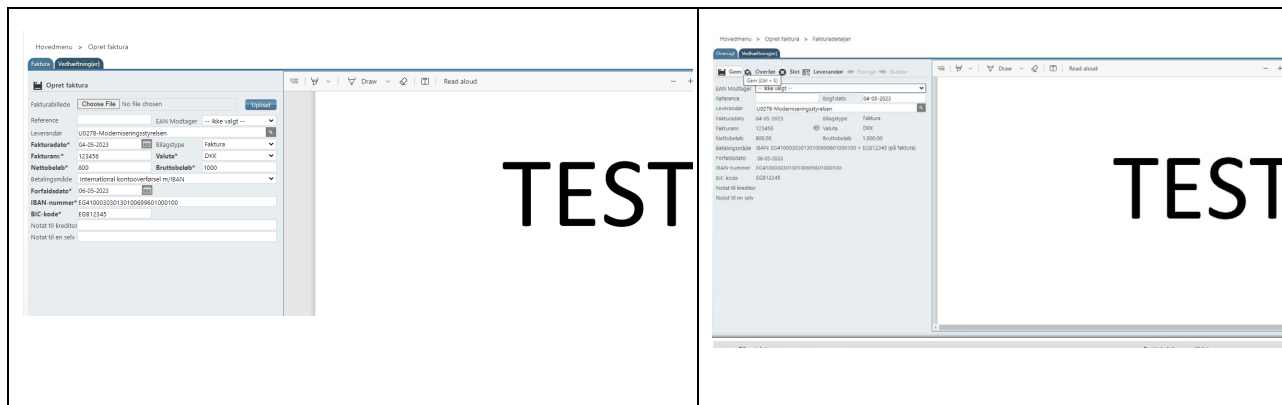 Hovedmenu > Opret faktura
Faktura Vedhæftning(er)
Opret faktura
Draw
Read aloud
Fakturabillede Choose File No file chosen Upload
Reference EAN Modtager -- Ikke valgt --
Leverandør U0278-Moderniseringsstyrelsen
Fakturadato* 04-05-2023 Bilagstype Faktura
Fakturanr.* 123456 Valuta* DKK
Nettobeløb* 800 Bruttobeløb* 1000
Betalingsmåde International kontooverførsel m/IBAN
Forfaldsdato* 06-05-2023
IBAN-nummer*
BIC-kode* EGB12345
Notat til kreditor
Notat til en selv
TEST
Hovedmenu > Opret faktura > Fakturadetaljer
Oversigt Vedhæftning(er)
Gem Overfør Slet Leverandør Forrige Næste
Gem (Ctrl + S)
Draw
Read aloud
EAN Modtager -- Ikke valgt --
Reference Bogf.dato 04-05-2023
Leverandør U0278-Moderniseringsstyrelsen
Fakturadato 04-05-2023 Bilagstype Faktura
Fakturanr. 123456 Valuta DKK
Nettobeløb 800,00 Bruttobeløb 1.000,00
Betalingsmåde
Forfaldsdato 06-05-2023
IBAN-nummer
BIC-kode EGB12345
Notat til kreditor
Notat til en selv
TEST